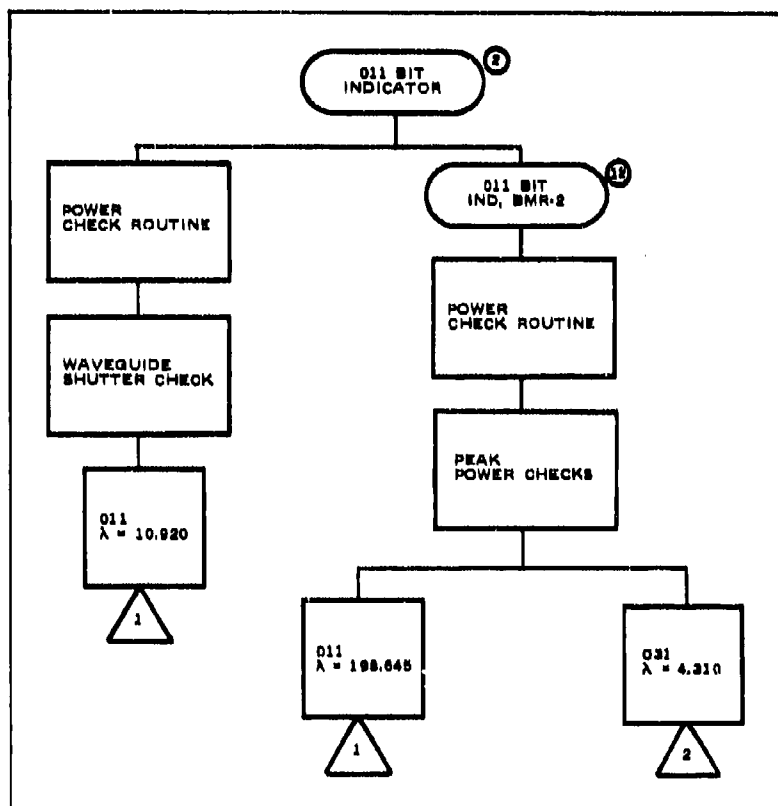 011 BIT
INDICATOR
2
POWER
CHECK ROUTINE
011 BIT
IND, BMR-2
12
WAVEGUIDE
SHUTTER CHECK
POWER
CHECK ROUTINE
011
λ = 10.920
1
PEAK
POWER CHECKS
011
λ = 198.645
1
031
λ = 4.310
2